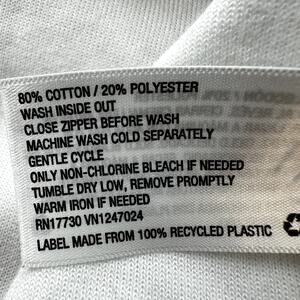 80% COTTON / 20% POLYESTER
WASH INSIDE OUT
CLOSE ZIPPER BEFORE WASH
MACHINE WASH COLD SEPARATELY
GENTLE CYCLE
ONLY NON-CHLORINE BLEACH IF NEEDED
TUMBLE DRY LOW, REMOVE PROMPTLY
WARM IRON IF NEEDED
RN17730 VN1247024
LABEL MADE FROM 100% RECYCLED PLASTIC